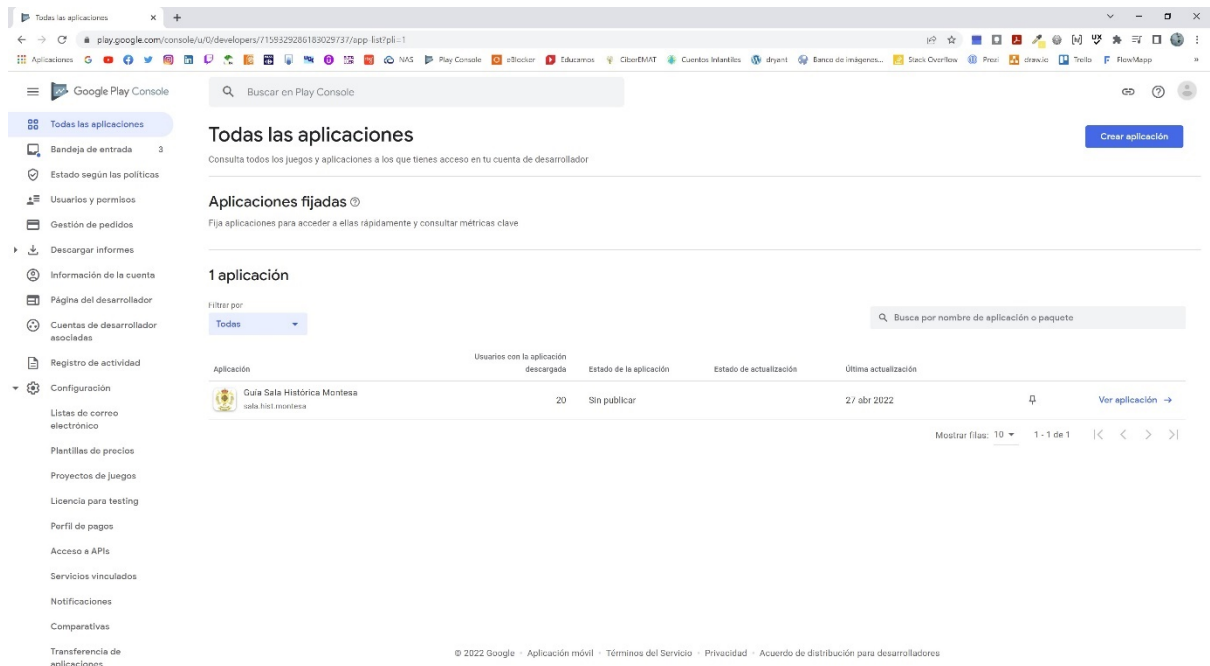 Todas las aplicaciones
play.google.com/console/u/0/developers/7159329286183029737/app-list?pli=1
Aplicaciones
NAS
Play Console
eBlocker
Educamos
CiberEMAT
Cuentos Infantiles
dryant
Banco de imágenes...
Stack Overflow
Prezi
draw.io
Trello
FlowMapp
»
Google Play Console
Buscar en Play Console
Todas las aplicaciones
Bandeja de entrada 3
Estado según las políticas
Usuarios y permisos
Gestión de pedidos
Descargar informes
Información de la cuenta
Página del desarrollador
Cuentas de desarrollador
asociadas
Registro de actividad
Configuración
Listas de correo
electrónico
Plantillas de precios
Proyectos de juegos
Licencia para testing
Perfil de pagos
Acceso a APIs
Servicios vinculados
Notificaciones
Comparativas
Transferencia de
aplicaciones
Todas las aplicaciones
Crear aplicación
Consulta todos los juegos y aplicaciones a los que tienes acceso en tu cuenta de desarrollador
Aplicaciones fijadas
Fija aplicaciones para acceder a ellas rápidamente y consultar métricas clave
1 aplicación
Filtrar por
Todas
Busca por nombre de aplicación o paquete
Aplicación
Usuarios con la aplicación
descargada
Estado de la aplicación
Estado de actualización
Última actualización
Guía Sala Histórica Montesa
sala.hist.montesa
20
Sin publicar
27 abr 2022
Ver aplicación →
Mostrar filas: 10
1 - 1 de 1
© 2022 Google · Aplicación móvil · Términos del Servicio · Privacidad · Acuerdo de distribución para desarrolladores